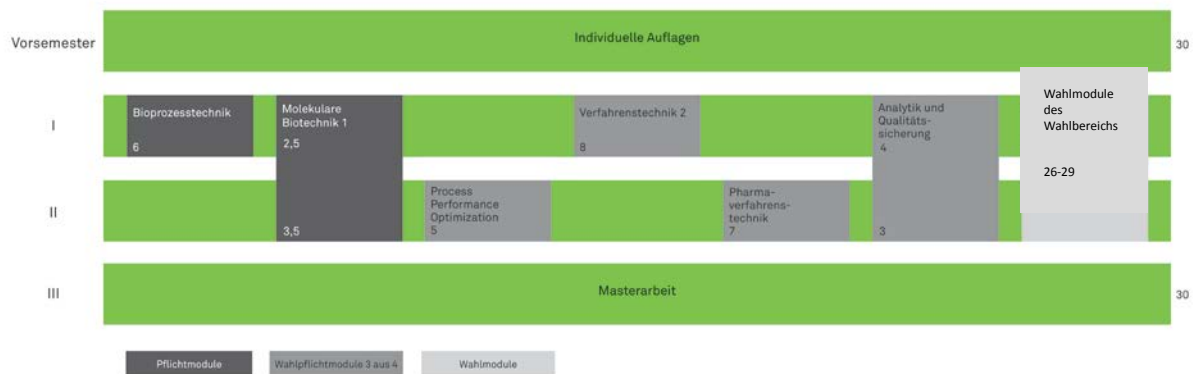 Vorsemester
Individuelle Auflagen
30
I
Bioprozesstechnik
6
Molekulare
Biotechnik 1
2,5
Verfahrenstechnik 2
8
Analytik und
Qualitäts-
sicherung
4
Wahlmodule
des
Wahlbereichs
26-29
II
3,5
Process
Performance
Optimization
5
Pharma-
verfahrens-
technik
7
3
III
Masterarbeit
30
Pflichtmodule
Wahlpflichtmodule 3 aus 4
Wahlmodule